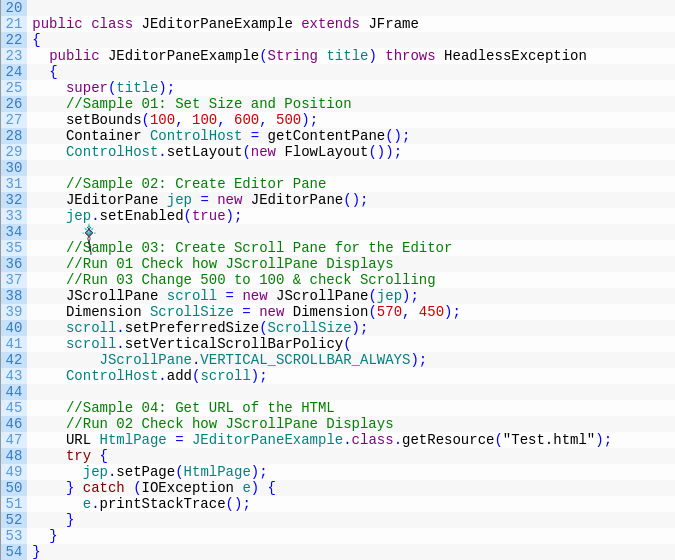 20
21 public class JEditorPaneExample extends JFrame
22 {
23   public JEditorPaneExample(String title) throws HeadlessException
24   {
25     super(title);
26     //Sample 01: Set Size and Position
27     setBounds(100, 100, 600, 500);
28     Container ControlHost = getContentPane();
29     ControlHost.setLayout(new FlowLayout());
30
31     //Sample 02: Create Editor Pane
32     JEditorPane jep = new JEditorPane();
33     jep.setEnabled(true);
34
35     //Sample 03: Create Scroll Pane for the Editor
36     //Run 01 Check how JScrollPane Displays
37     //Run 03 Change 500 to 100 & check Scrolling
38     JScrollPane scroll = new JScrollPane(jep);
39     Dimension ScrollSize = new Dimension(570, 450);
40     scroll.setPreferredSize(ScrollSize);
41     scroll.setVerticalScrollBarPolicy(
42         JScrollPane.VERTICAL_SCROLLBAR_ALWAYS);
43     ControlHost.add(scroll);
44
45     //Sample 04: Get URL of the HTML
46     //Run 02 Check how JScrollPane Displays
47     URL HtmlPage = JEditorPaneExample.class.getResource("Test.html");
48     try {
49       jep.setPage(HtmlPage);
50     } catch (IOException e) {
51       e.printStackTrace();
52     }
53   }
54 }